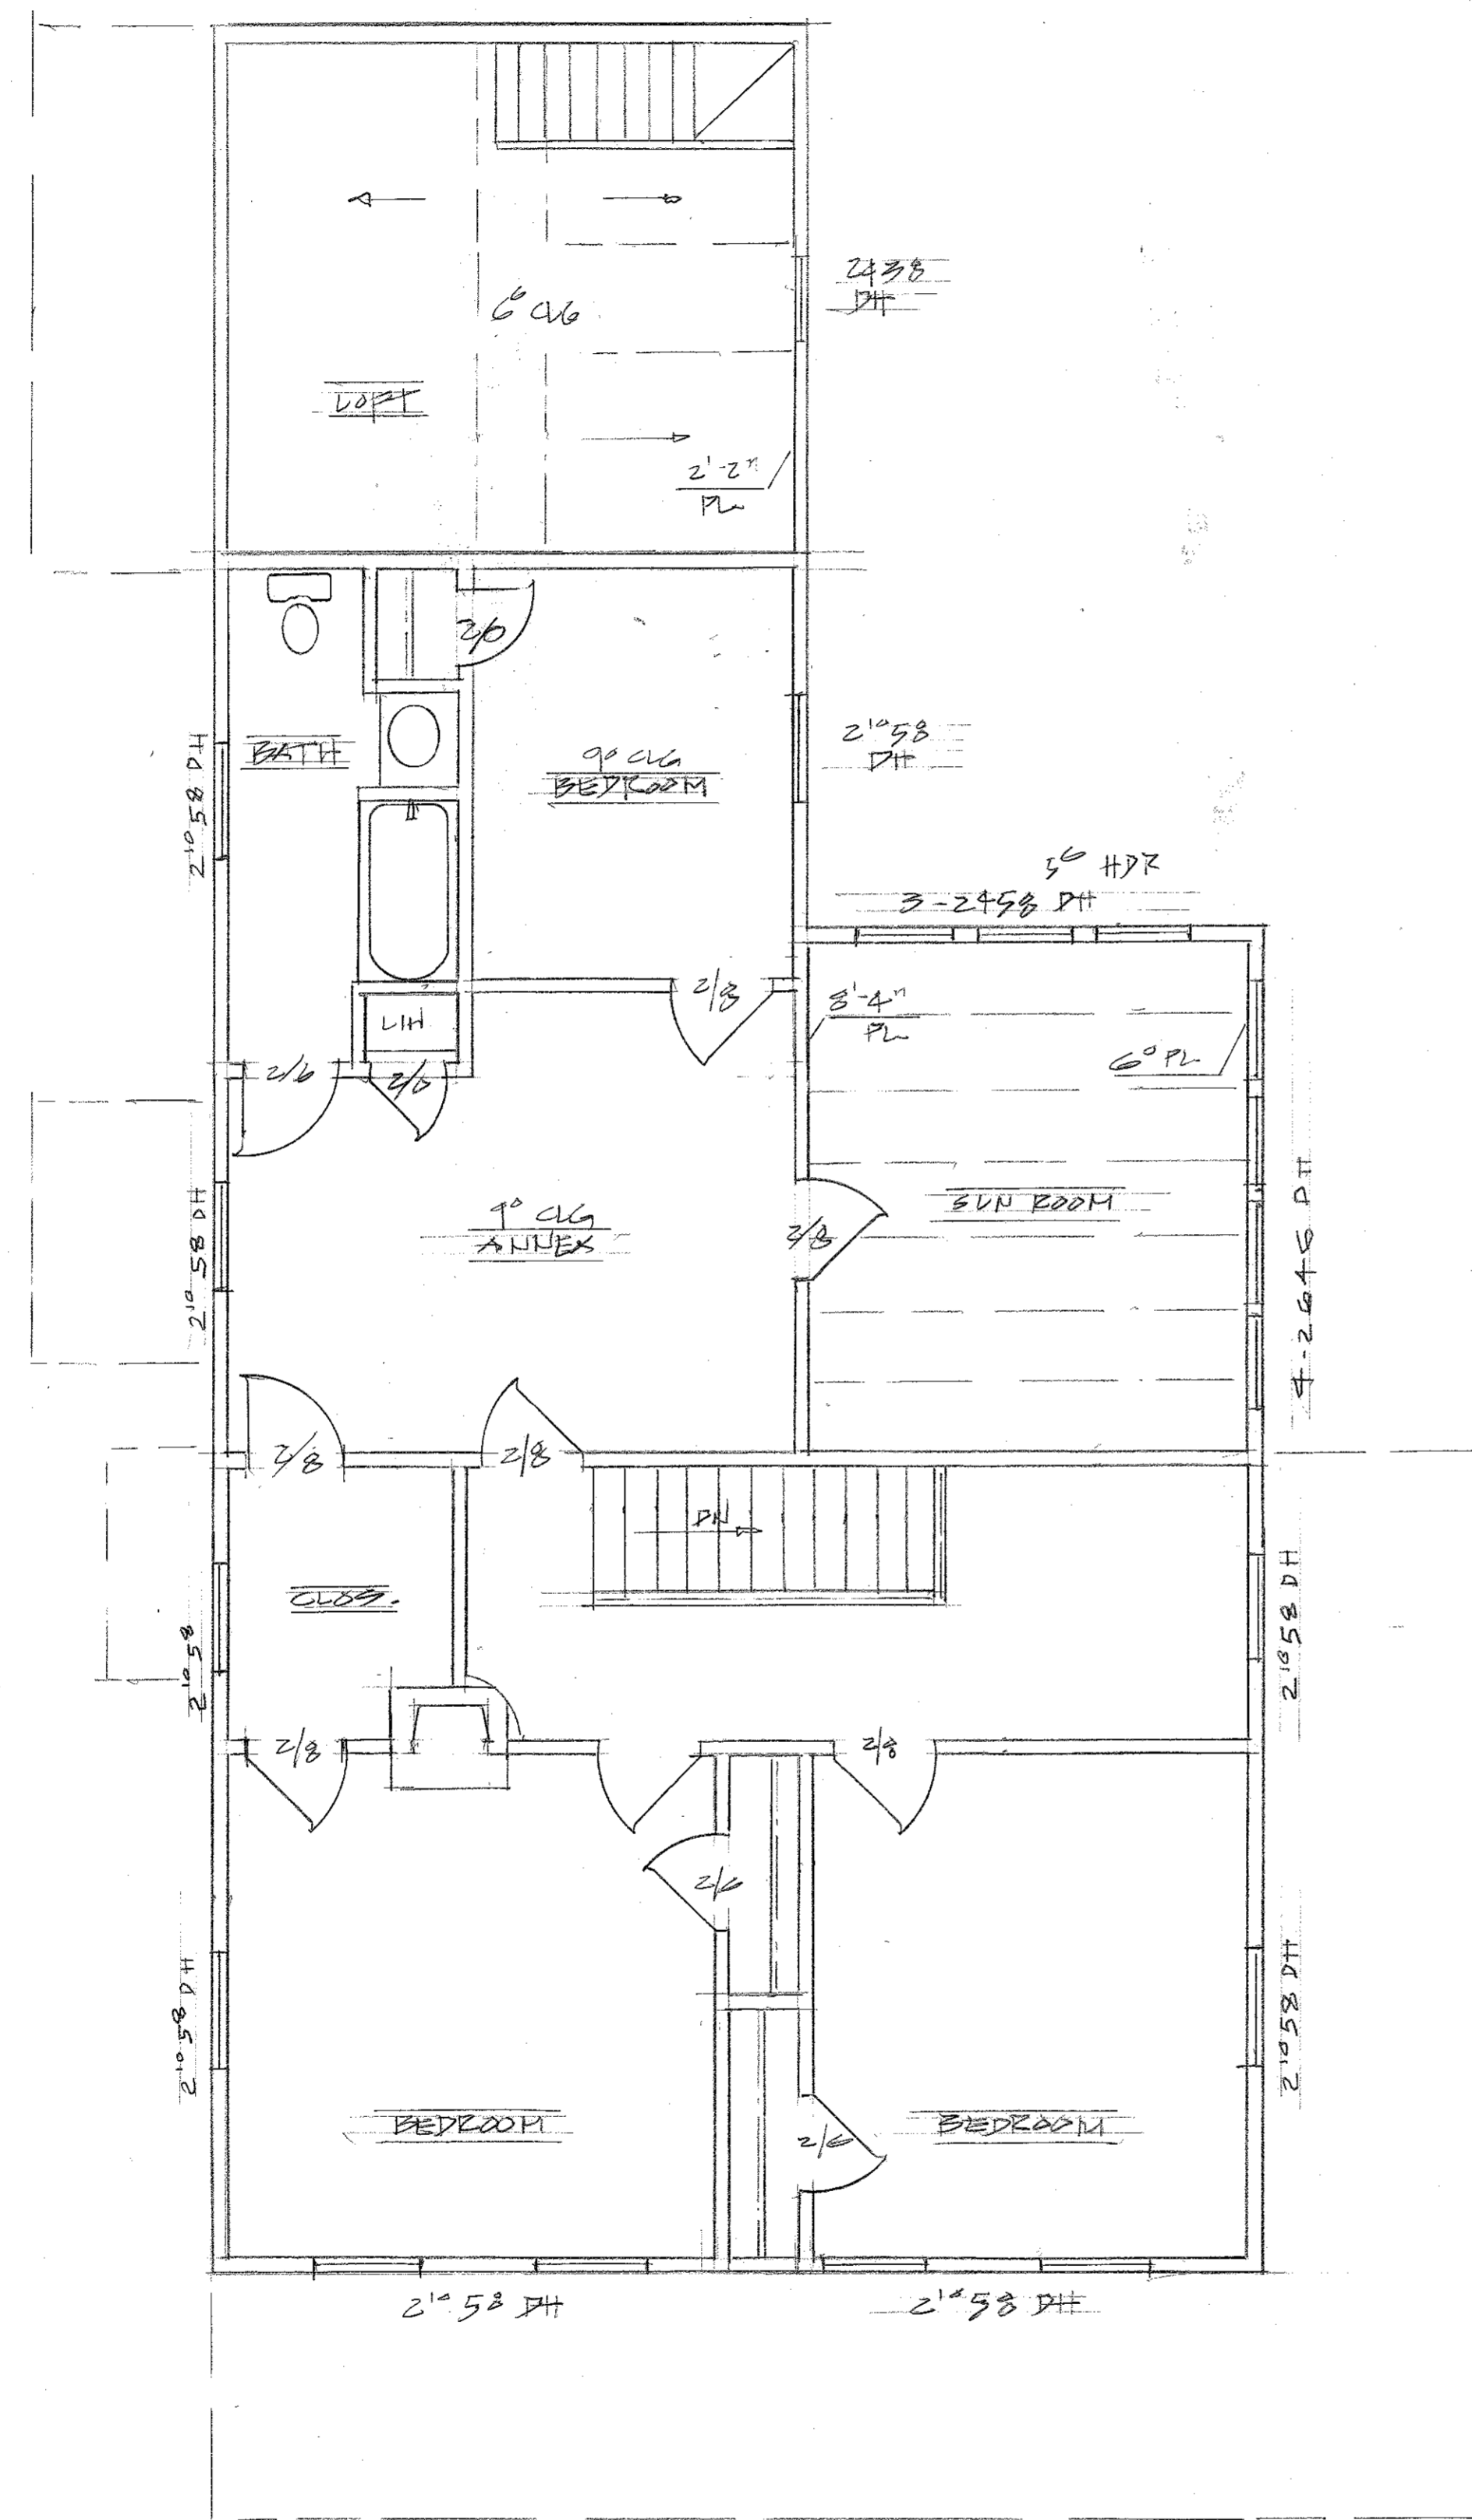 2438
DH
6⁶ CLG
LOFT
2'-2"
PL
2/0
2¹⁰58 DH
BATH
9⁰ CLG
BEDROOM
2¹⁰58
DH
5⁶ HDR
3-2458 DH
2/8
8'-4"
PL
LIN
6⁰ PL
2/6
2/0
2¹⁰58 DH
9⁰ CLG
ANNEX
2/8
SUN ROOM
4-2646 DH
2/8
2/8
DN
CLOS.
2¹⁰58
2¹⁰58 DH
2/8
2/8
2/6
2¹⁰58 DH
2¹⁰58 DH
BEDROOM
2/6
BEDROOM
2¹⁰58 DH
2¹⁰58 DH